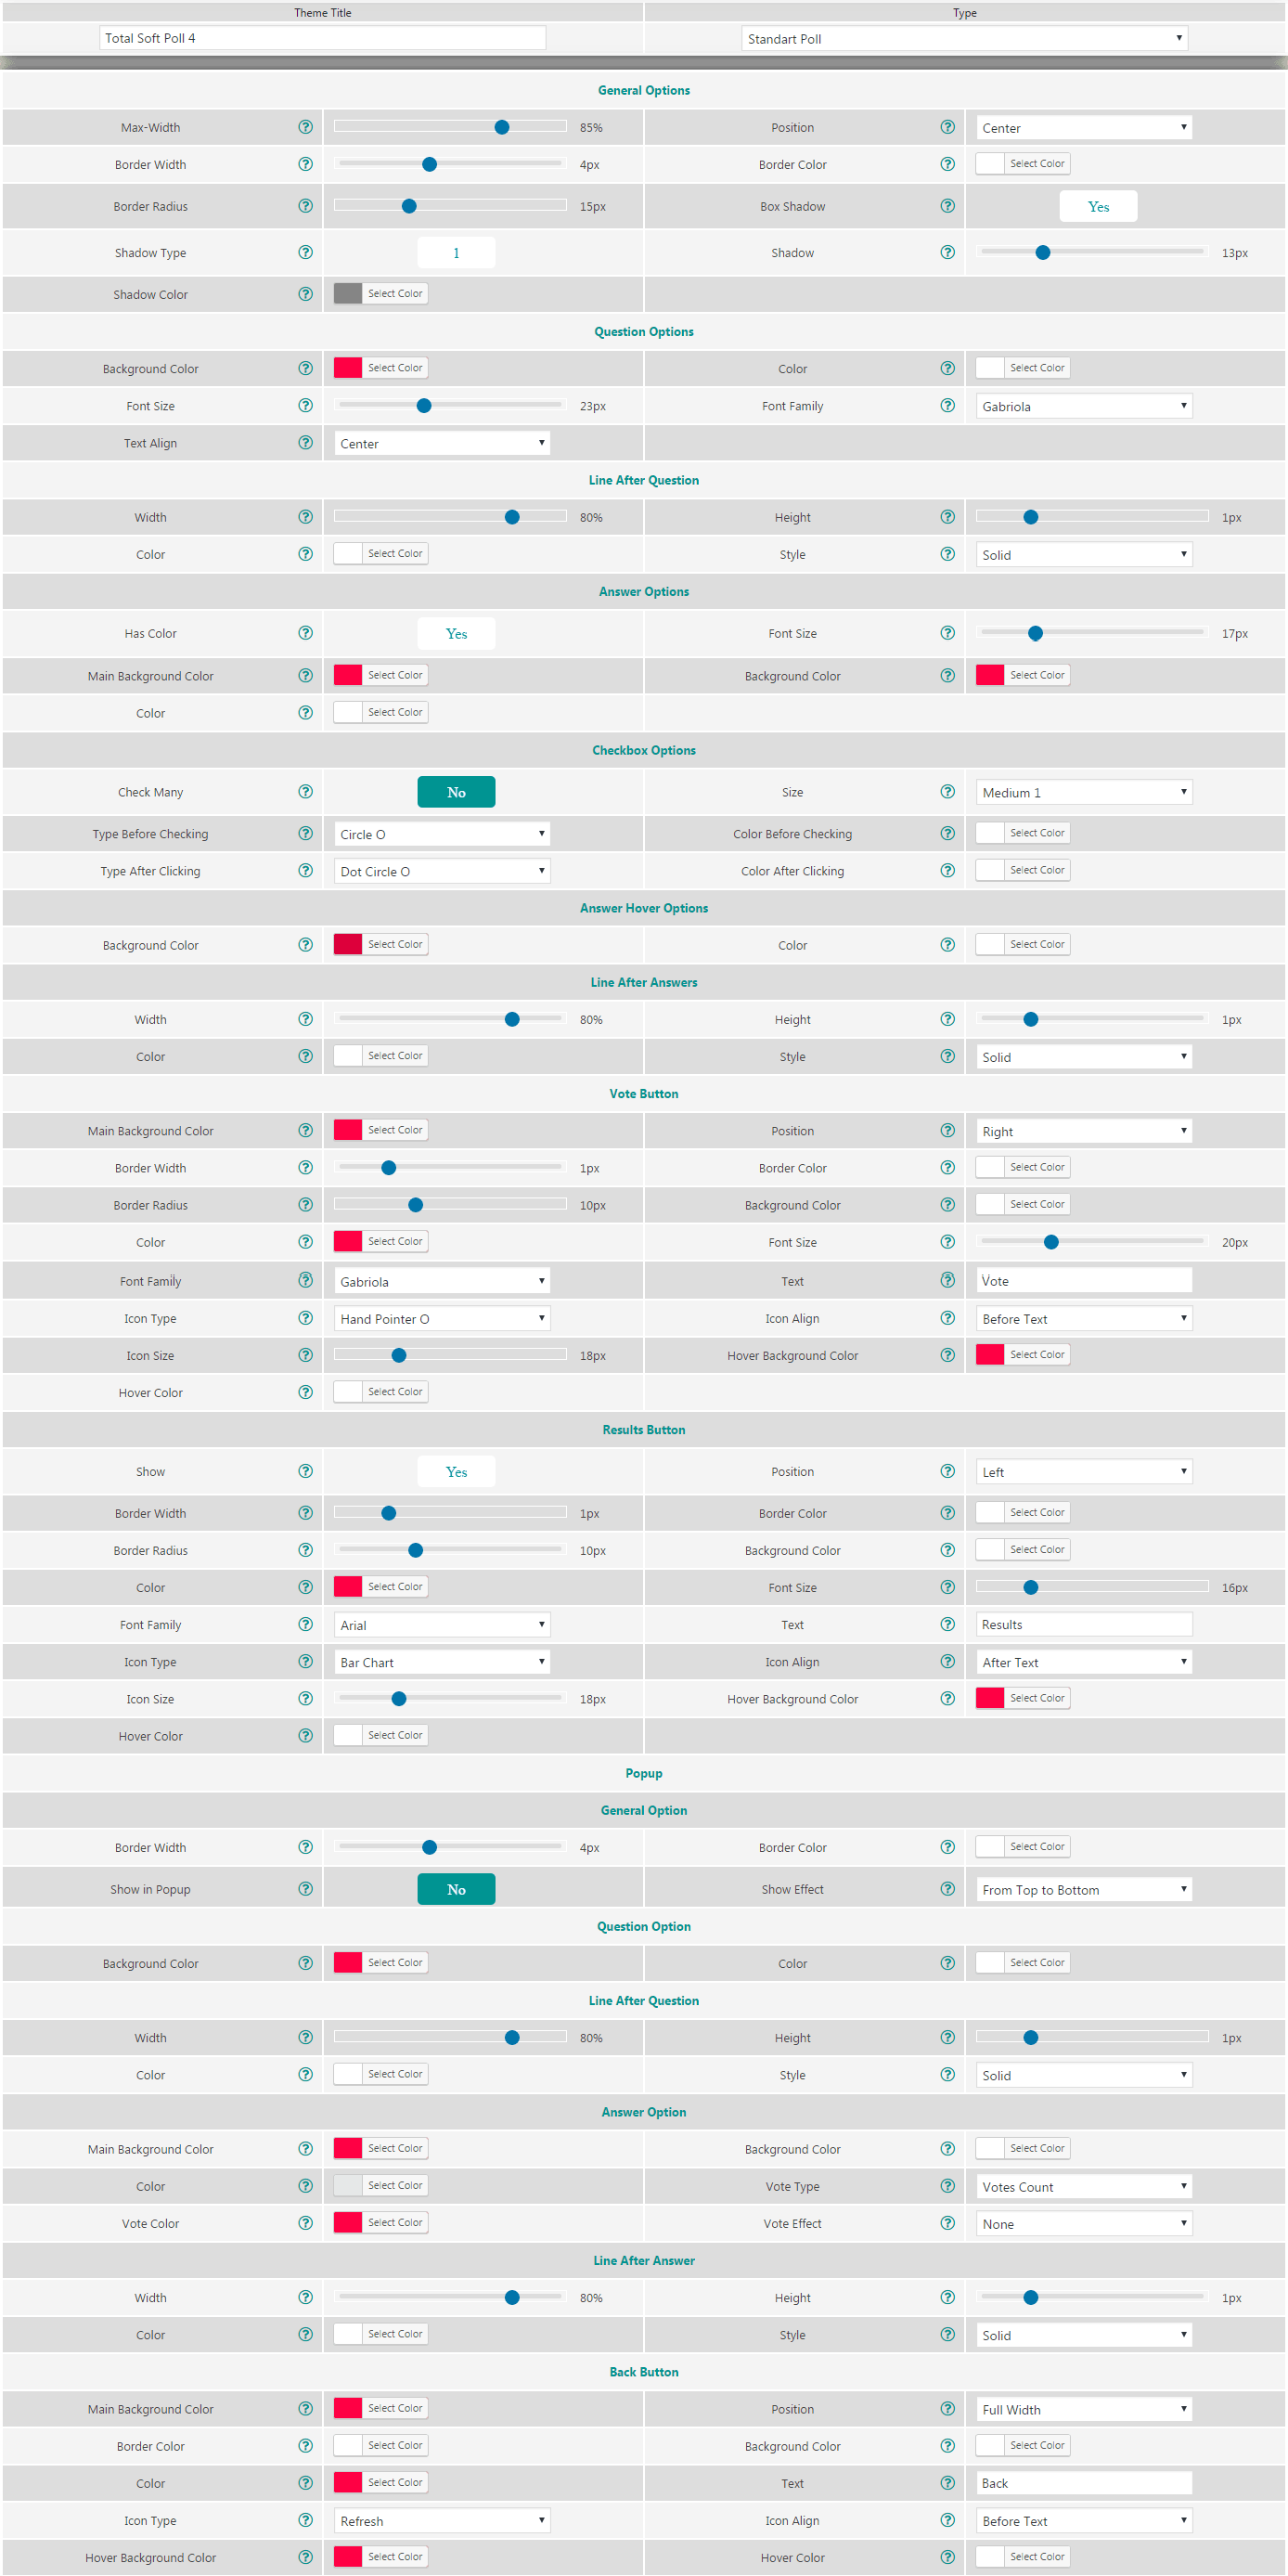 Theme Title Type
Total Soft Poll 4 Standart Poll
General Options
Max-Width 85% Position Center
Border Width 4px Border Color Select Color
Border Radius 15px Box Shadow Yes
Shadow Type 1 Shadow 13px
Shadow Color Select Color
Question Options
Background Color Select Color Color Select Color
Font Size 23px Font Family Gabriola
Text Align Center
Line After Question
Width 80% Height 1px
Color Select Color Style Solid
Answer Options
Has Color Yes Font Size 17px
Main Background Color Select Color Background Color Select Color
Color Select Color
Checkbox Options
Check Many No Size Medium 1
Type Before Checking Circle O Color Before Checking Select Color
Type After Clicking Dot Circle O Color After Clicking Select Color
Answer Hover Options
Background Color Select Color Color Select Color
Line After Answers
Width 80% Height 1px
Color Select Color Style Solid
Vote Button
Main Background Color Select Color Position Right
Border Width 1px Border Color Select Color
Border Radius 10px Background Color Select Color
Color Select Color Font Size 20px
Font Family Gabriola Text Vote
Icon Type Hand Pointer O Icon Align Before Text
Icon Size 18px Hover Background Color Select Color
Hover Color Select Color
Results Button
Show Yes Position Left
Border Width 1px Border Color Select Color
Border Radius 10px Background Color Select Color
Color Select Color Font Size 16px
Font Family Arial Text Results
Icon Type Bar Chart Icon Align After Text
Icon Size 18px Hover Background Color Select Color
Hover Color Select Color
Popup
General Option
Border Width 4px Border Color Select Color
Show in Popup No Show Effect From Top to Bottom
Question Option
Background Color Select Color Color Select Color
Line After Question
Width 80% Height 1px
Color Select Color Style Solid
Answer Option
Main Background Color Select Color Background Color Select Color
Color Select Color Vote Type Votes Count
Vote Color Select Color Vote Effect None
Line After Answer
Width 80% Height 1px
Color Select Color Style Solid
Back Button
Main Background Color Select Color Position Full Width
Border Color Select Color Background Color Select Color
Color Select Color Text Back
Icon Type Refresh Icon Align Before Text
Hover Background Color Select Color Hover Color Select Color